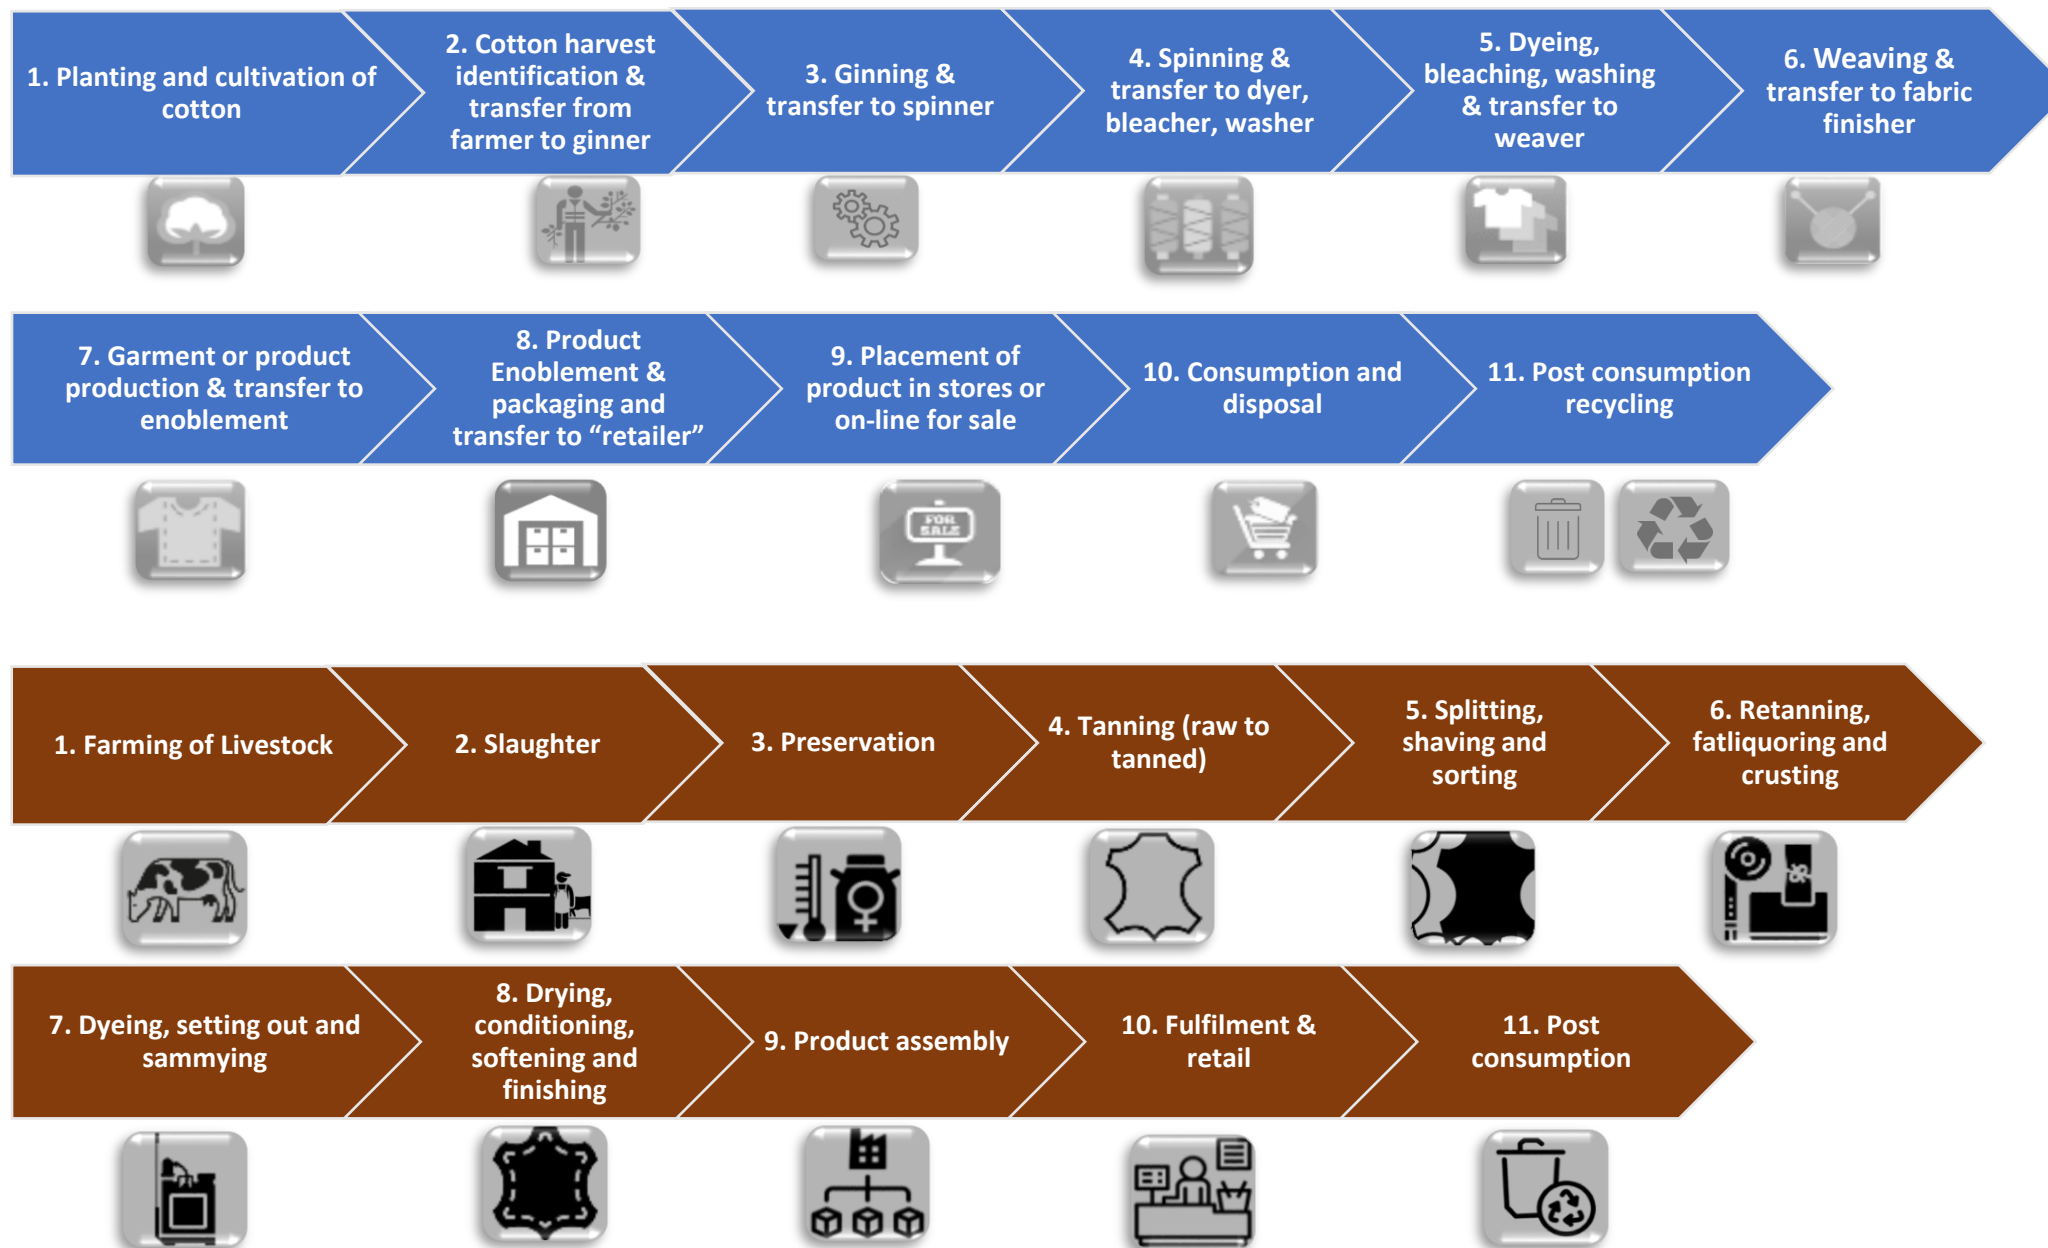 1. Planting and cultivation of
cotton
2. Cotton harvest
identification &
transfer from
farmer to ginner
3. Ginning &
transfer to spinner
4. Spinning &
transfer to dyer,
bleacher, washer
5. Dyeing,
bleaching, washing
& transfer to
weaver
6. Weaving &
transfer to fabric
finisher
7. Garment or product
production & transfer to
enoblement
8. Product
Enoblement &
packaging and
transfer to “retailer”
9. Placement of
product in stores or
on-line for sale
10. Consumption and
disposal
11. Post consumption
recycling
FOR
SALE
1. Farming of Livestock
2. Slaughter
3. Preservation
4. Tanning (raw to
tanned)
5. Splitting,
shaving and
sorting
6. Retanning,
fatliquoring and
crusting
7. Dyeing, setting out and
sammying
8. Drying,
conditioning,
softening and
finishing
9. Product assembly
10. Fulfilment &
retail
11. Post
consumption